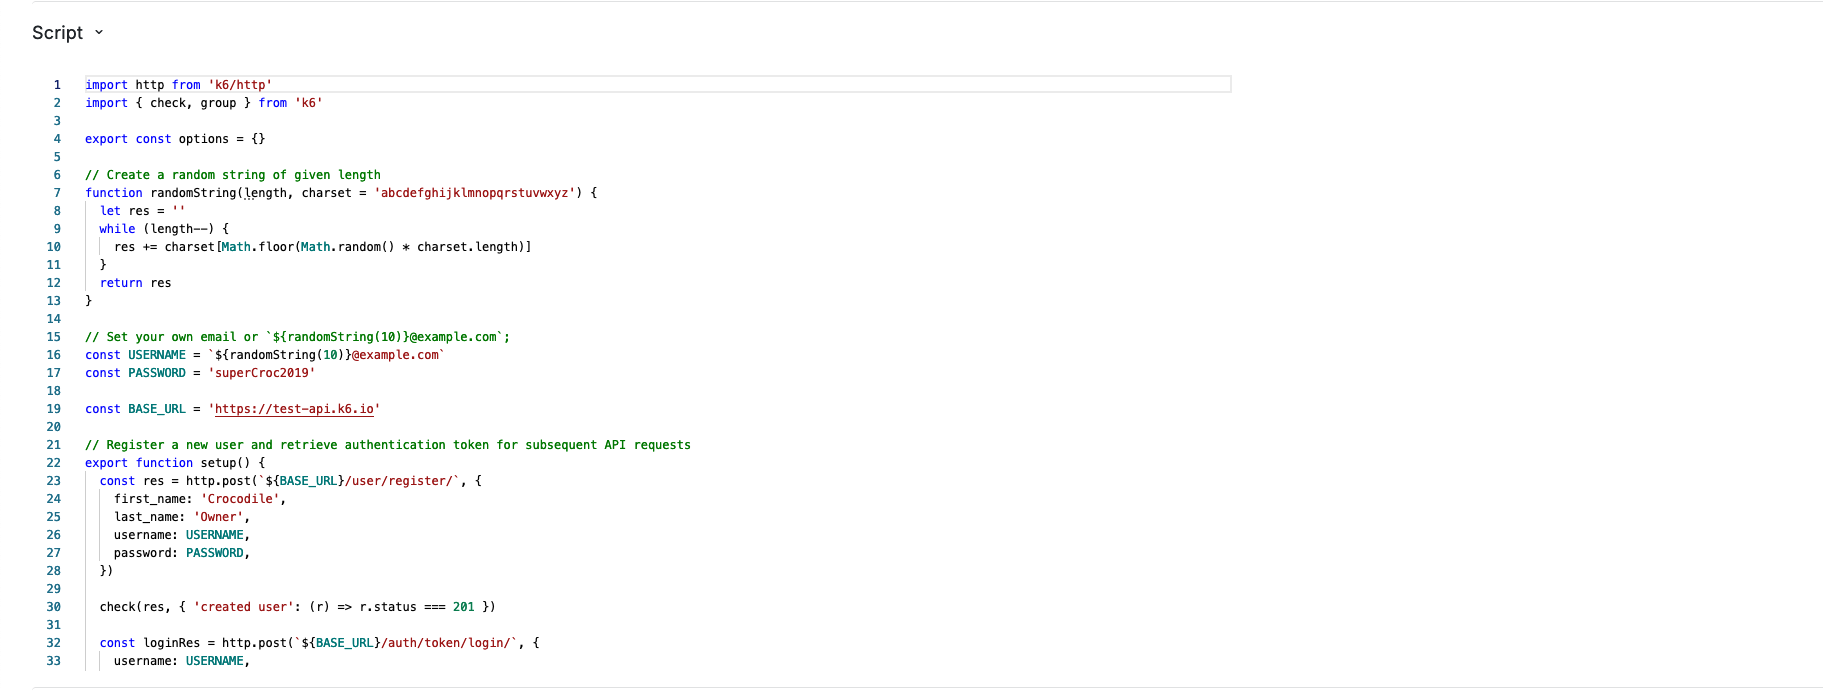 Script
1 import http from 'k6/http'
2 import { check, group } from 'k6'
3
4 export const options = {}
5
6 // Create a random string of given length
7 function randomString(length, charset = 'abcdefghijklmnopqrstuvwxyz') {
8 let res = ''
9 while (length--) {
10 res += charset[Math.floor(Math.random() * charset.length)]
11 }
12 return res
13 }
14
15 // Set your own email or `${randomString(10)}@example.com`;
16 const USERNAME = `${randomString(10)}@example.com`
17 const PASSWORD = 'superCroc2019'
18
19 const BASE_URL = 'https://test-api.k6.io'
20
21 // Register a new user and retrieve authentication token for subsequent API requests
22 export function setup() {
23 const res = http.post(`${BASE_URL}/user/register/`, {
24 first_name: 'Crocodile',
25 last_name: 'Owner',
26 username: USERNAME,
27 password: PASSWORD,
28 })
29
30 check(res, { 'created user': (r) => r.status === 201 })
31
32 const loginRes = http.post(`${BASE_URL}/auth/token/login/`, {
33 username: USERNAME,